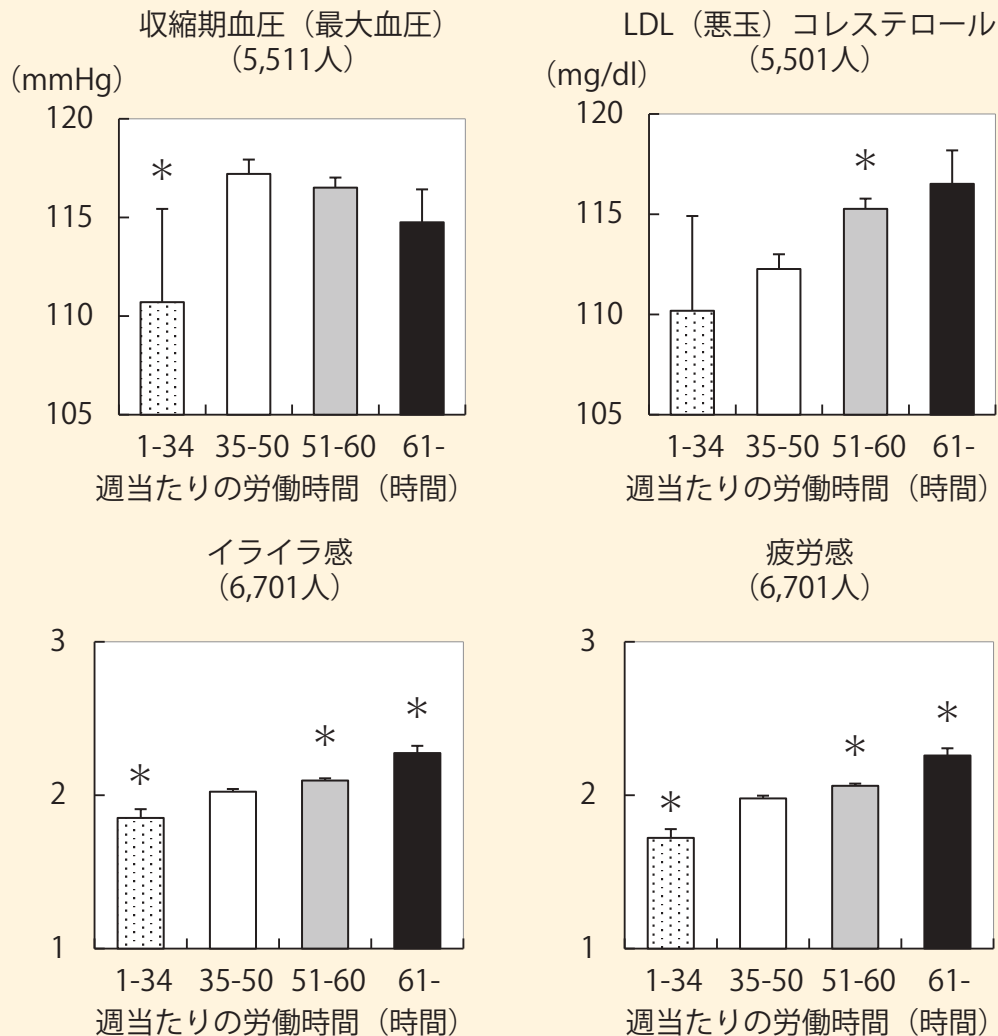 収縮期血圧（最大血圧）
（5,511人）
（mmHg）
120
115
110
105
＊
1-34 35-50 51-60 61-
週当たりの労働時間（時間）
LDL（悪玉）コレステロール
（5,501人）
（mg/dl）
120
115
110
105
＊
1-34 35-50 51-60 61-
週当たりの労働時間（時間）
イライラ感
（6,701人）
3
2
1
＊ ＊ ＊
1-34 35-50 51-60 61-
週当たりの労働時間（時間）
疲労感
（6,701人）
3
2
1
＊ ＊ ＊
1-34 35-50 51-60 61-
週当たりの労働時間（時間）